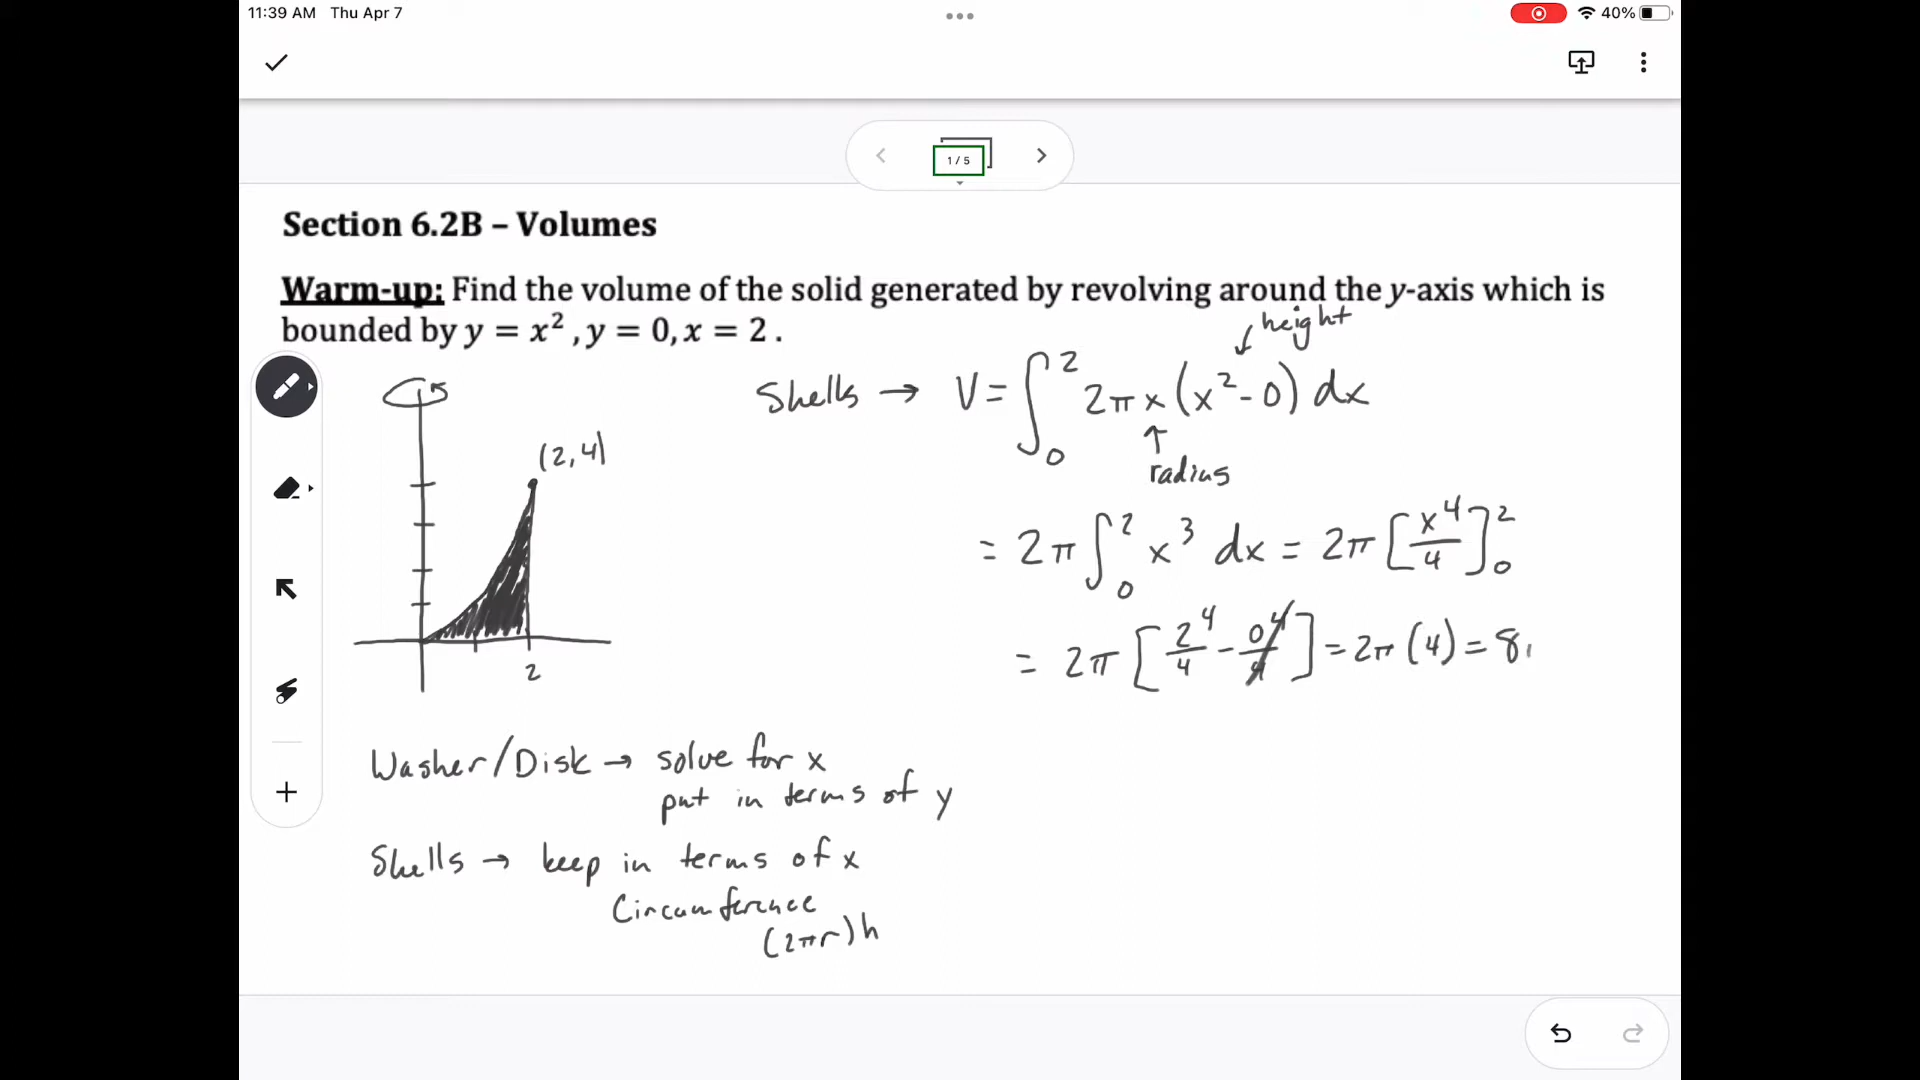 11:39 AM Thu Apr 7
40%
1 / 5
Section 6.2B – Volumes
Warm-up: Find the volume of the solid generated by revolving around the y-axis which is
bounded by y = x², y = 0, x = 2.
height
Shells → V = ∫₀² 2πx(x² - 0) dx
radius
(2,4)
= 2π ∫₀² x³ dx = 2π [x⁴/4]₀²
= 2π [2⁴/4 - 0⁴/4] = 2π (4) = 8
2
Washer/Disk → solve for x
put in terms of y
Shells → keep in terms of x
Circumference
(2πr)h